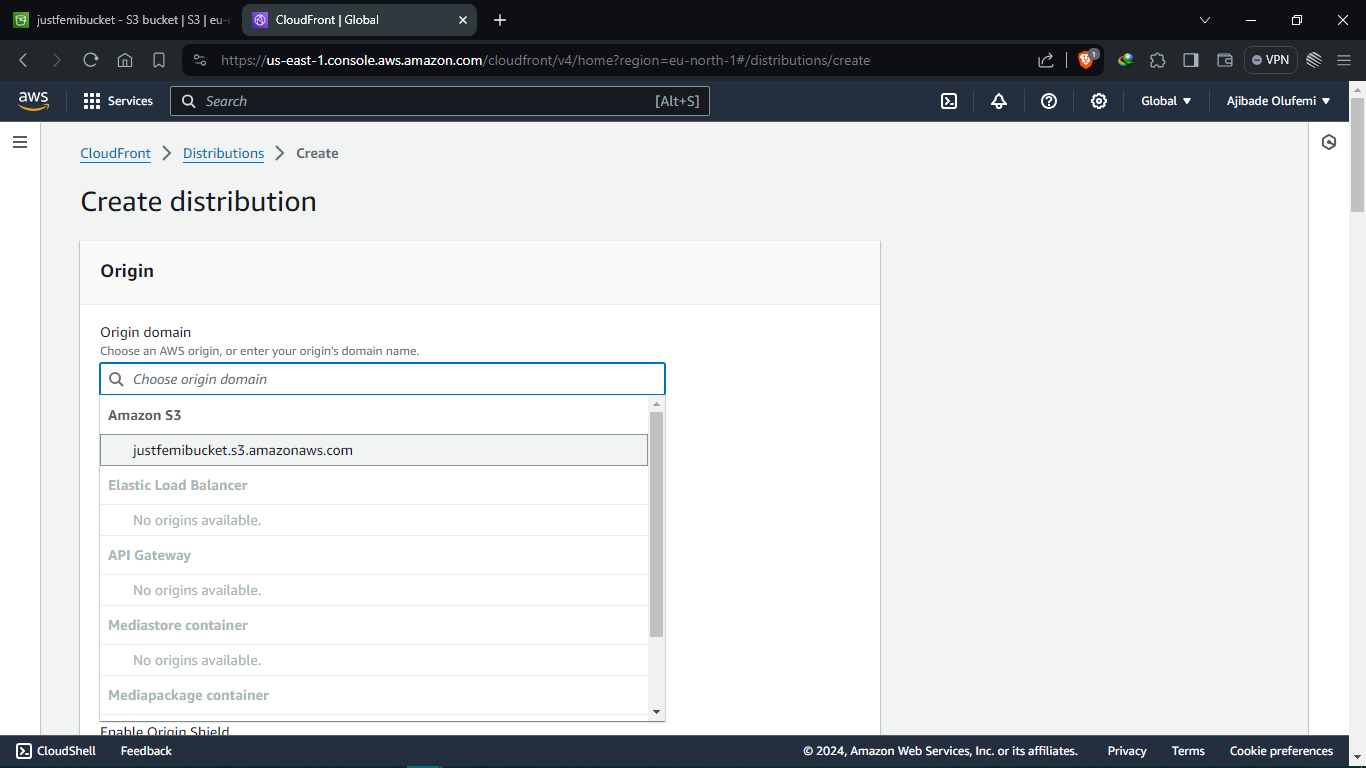 justfemibucket - S3 bucket | S3 | eu-n
CloudFront | Global
https://us-east-1.console.aws.amazon.com/cloudfront/v4/home?region=eu-north-1#/distributions/create
1
VPN
aws
Services
Search
[Alt+S]
Global
Ajibade Olufemi
CloudFront
Distributions
Create
Create distribution
Origin
Origin domain
Choose an AWS origin, or enter your origin's domain name.
Choose origin domain
Amazon S3
justfemibucket.s3.amazonaws.com
Elastic Load Balancer
No origins available.
API Gateway
No origins available.
Mediastore container
No origins available.
Mediapackage container
Enable Origin Shield
CloudShell
Feedback
© 2024, Amazon Web Services, Inc. or its affiliates.
Privacy
Terms
Cookie preferences